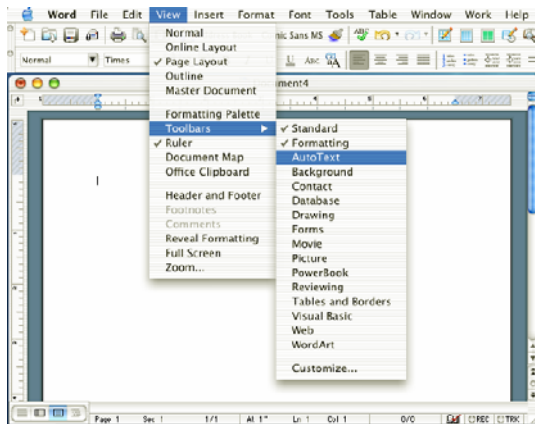 Word File Edit View Insert Format Font Tools Table Window Work Help
Normal Times
Normal
Online Layout
Page Layout
Outline
Master Document
Formatting Palette
Toolbars
Ruler
Document Map
Office Clipboard
Header and Footer
Footnotes
Comments
Reveal Formatting
Full Screen
Zoom...
Standard
Formatting
AutoText
Background
Contact
Database
Drawing
Forms
Movie
Picture
PowerBook
Reviewing
Tables and Borders
Visual Basic
Web
WordArt
Customize...
ic Sans MS
U ABC
ment4
Page 1 Sec 1 1/1 At 1" Ln 1 Col 1 0/0 REC TRK